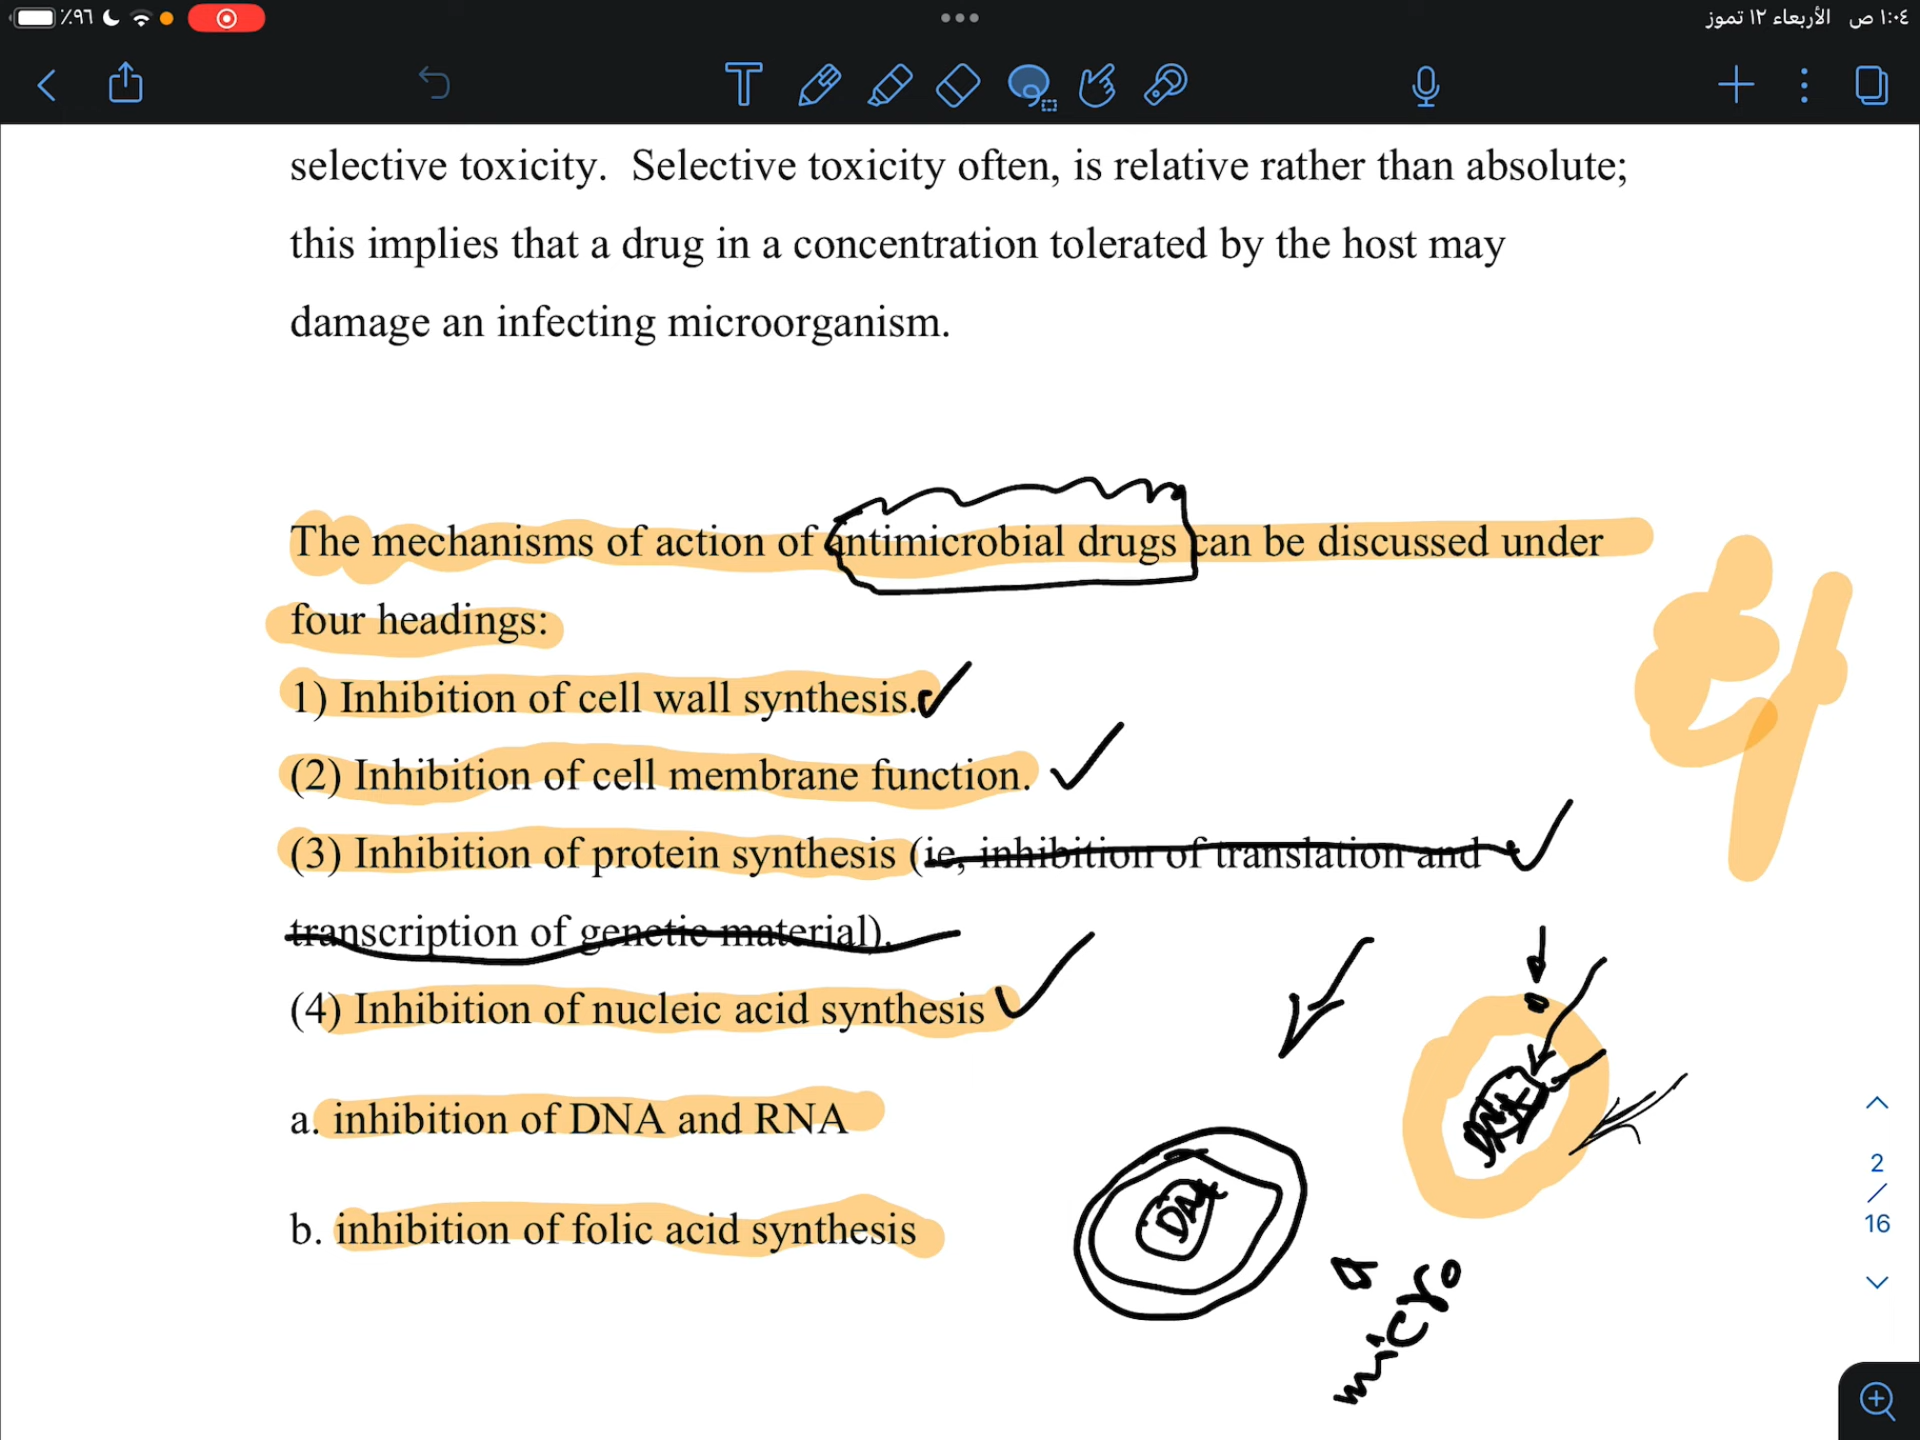 ٪٩٦
١:٠٤ ص الأربعاء ١٢ تموز
selective toxicity. Selective toxicity often, is relative rather than absolute;
this implies that a drug in a concentration tolerated by the host may
damage an infecting microorganism.
The mechanisms of action of antimicrobial drugs can be discussed under
four headings:
1) Inhibition of cell wall synthesis.
(2) Inhibition of cell membrane function.
(3) Inhibition of protein synthesis (ie, inhibition of translation and
transcription of genetic material).
(4) Inhibition of nucleic acid synthesis
a. inhibition of DNA and RNA
b. inhibition of folic acid synthesis
DNA
DNA
micro
2
/
16